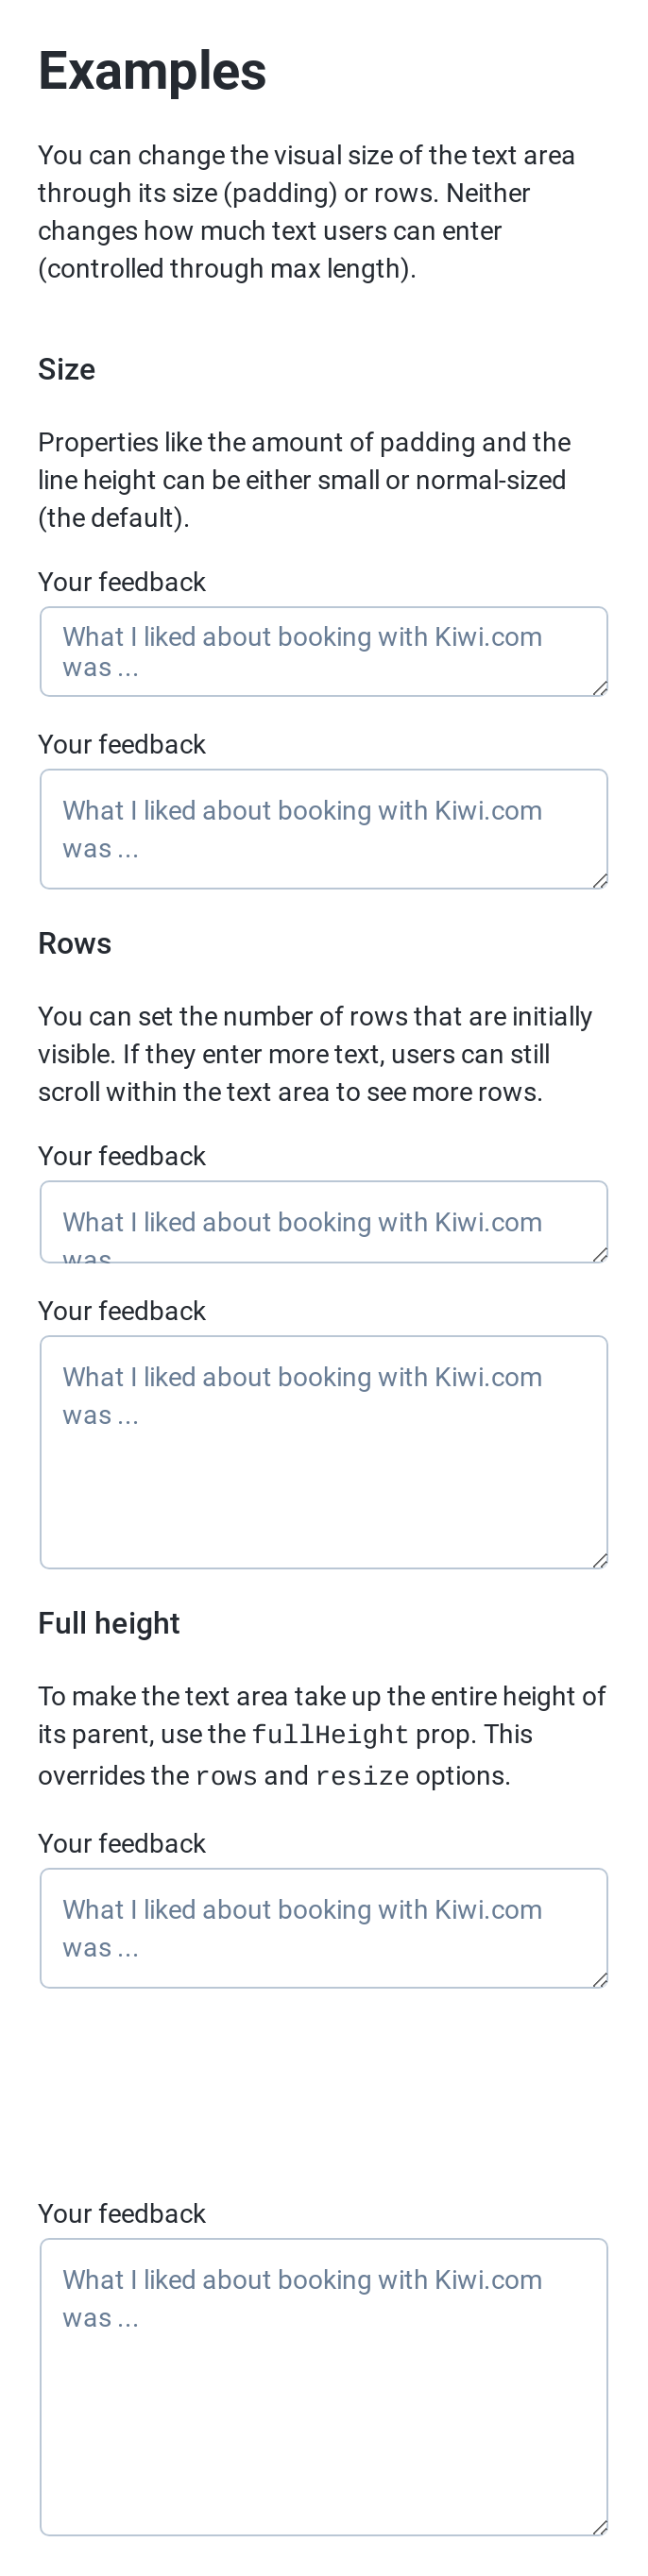 Examples
You can change the visual size of the text area
through its size (padding) or rows. Neither
changes how much text users can enter
(controlled through max length).
Size
Properties like the amount of padding and the
line height can be either small or normal-sized
(the default).
Your feedback
What I liked about booking with Kiwi.com
was ...
Your feedback
What I liked about booking with Kiwi.com
was ...
Rows
You can set the number of rows that are initially
visible. If they enter more text, users can still
scroll within the text area to see more rows.
Your feedback
What I liked about booking with Kiwi.com
was
Your feedback
What I liked about booking with Kiwi.com
was ...
Full height
To make the text area take up the entire height of
its parent, use the fullHeight prop. This
overrides the rows and resize options.
Your feedback
What I liked about booking with Kiwi.com
was ...
Your feedback
What I liked about booking with Kiwi.com
was ...